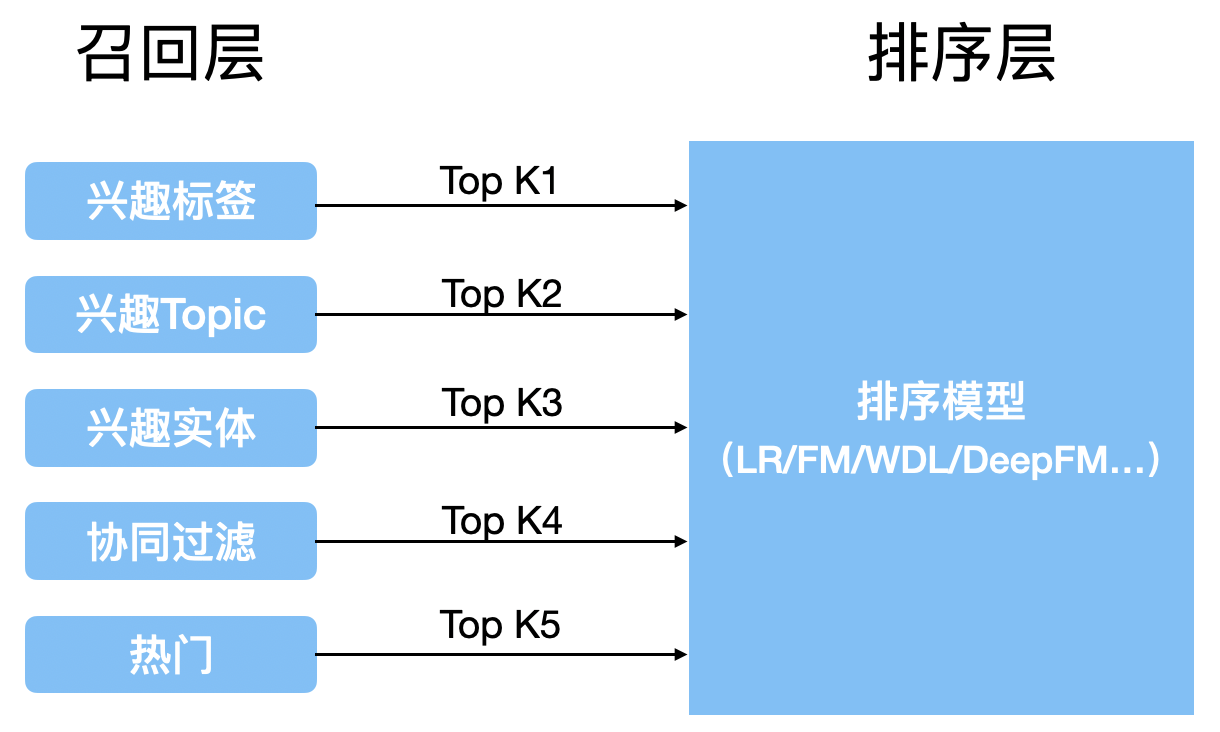 召回层
排序层
兴趣标签
Top K1
兴趣Topic
Top K2
兴趣实体
Top K3
协同过滤
Top K4
热门
Top K5
排序模型
（LR/FM/WDL/DeepFM...）